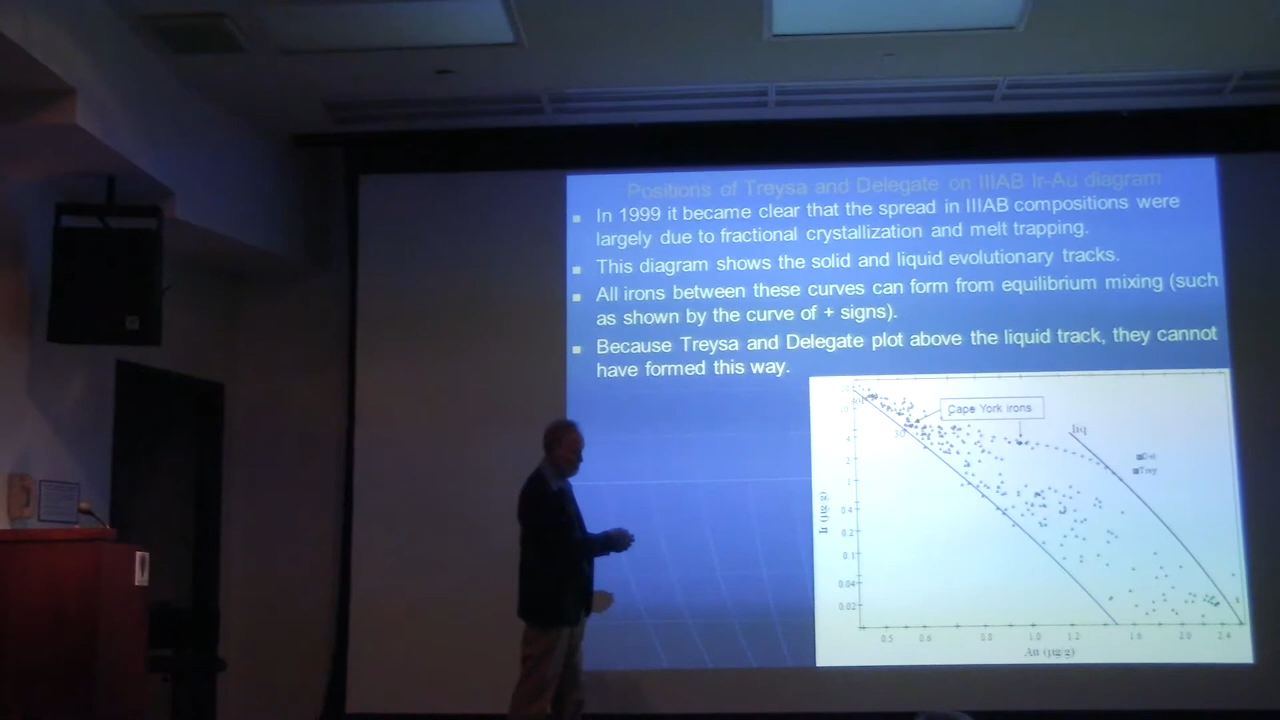 Positions of Treysa and Delegate on IIIAB Ir-Au diagram
In 1999 it became clear that the spread in IIIAB compositions were
largely due to fractional crystallization and melt trapping.
This diagram shows the solid and liquid evolutionary tracks.
All irons between these curves can form from equilibrium mixing (such
as shown by the curve of + signs).
Because Treysa and Delegate plot above the liquid track, they cannot
have formed this way.
Cape York irons
liq
Del
Trey
30
10
4
2
1
0.4
0.2
0.1
0.04
0.02
Ir (µg/g)
0.5 0.6 0.8 1.0 1.2 1.6 2.0 2.4
Au (µg/g)